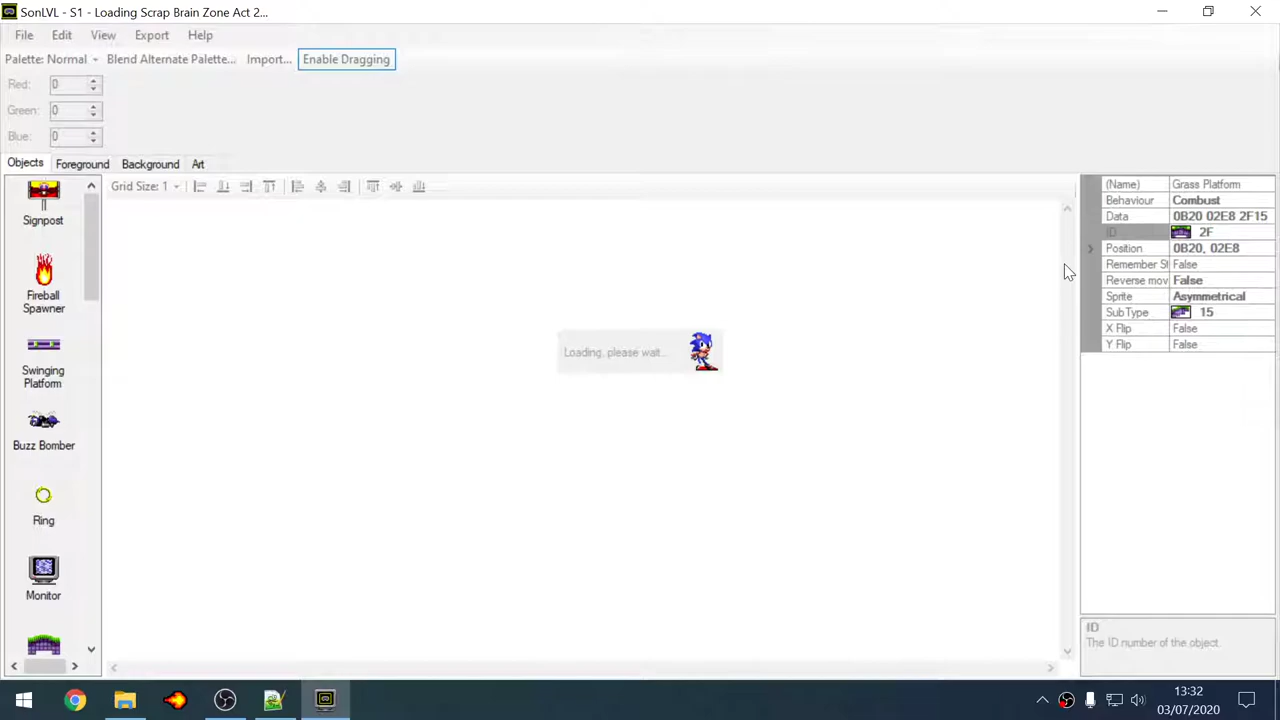 SonLVL - S1 - Loading Scrap Brain Zone Act 2...
File Edit View Export Help
Palette: Normal Blend Alternate Palette... Import... Enable Dragging
Red: 0
Green: 0
Blue: 0
Objects Foreground Background Art
Grid Size: 1
Signpost
Fireball
Spawner
Swinging
Platform
Buzz Bomber
Ring
Monitor
Loading, please wait...
(Name) Grass Platform
Behaviour Combust
Data 0B20 02E8 2F15
ID 2F
Position 0B20, 02E8
Remember St False
Reverse mov False
Sprite Asymmetrical
SubType 15
X Flip False
Y Flip False
ID
The ID number of the object.
13:32
03/07/2020